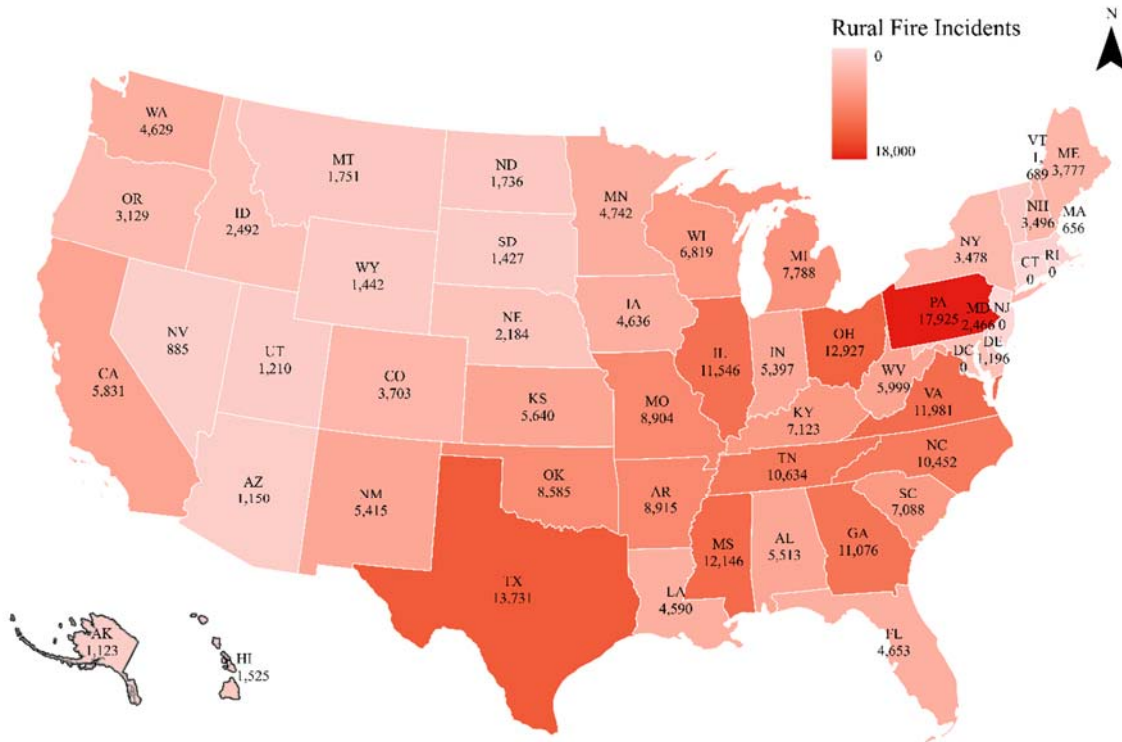 N
Rural Fire Incidents
0
18,000
WA
4,629
MT
1,751
ND
1,736
MN
4,742
VT
1,
689
ME
3,777
OR
3,129
ID
2,492
SD
1,427
WI
6,819
MI
7,788
NY
3,478
NH
3,496
MA
656
CT
0
RI
0
WY
1,442
NE
2,184
IA
4,636
PA
17,925
MD
2,466
NJ
0
NV
885
UT
1,210
CO
3,703
IL
11,546
IN
5,397
OH
12,927
DC
0
DE
1,196
CA
5,831
KS
5,640
MO
8,904
WV
5,999
KY
7,123
VA
11,981
AZ
1,150
NM
5,415
OK
8,585
AR
8,915
TN
10,634
NC
10,452
SC
7,088
MS
12,146
AL
5,513
GA
11,076
TX
13,731
LA
4,590
FL
4,653
AK
1,123
HI
1,525